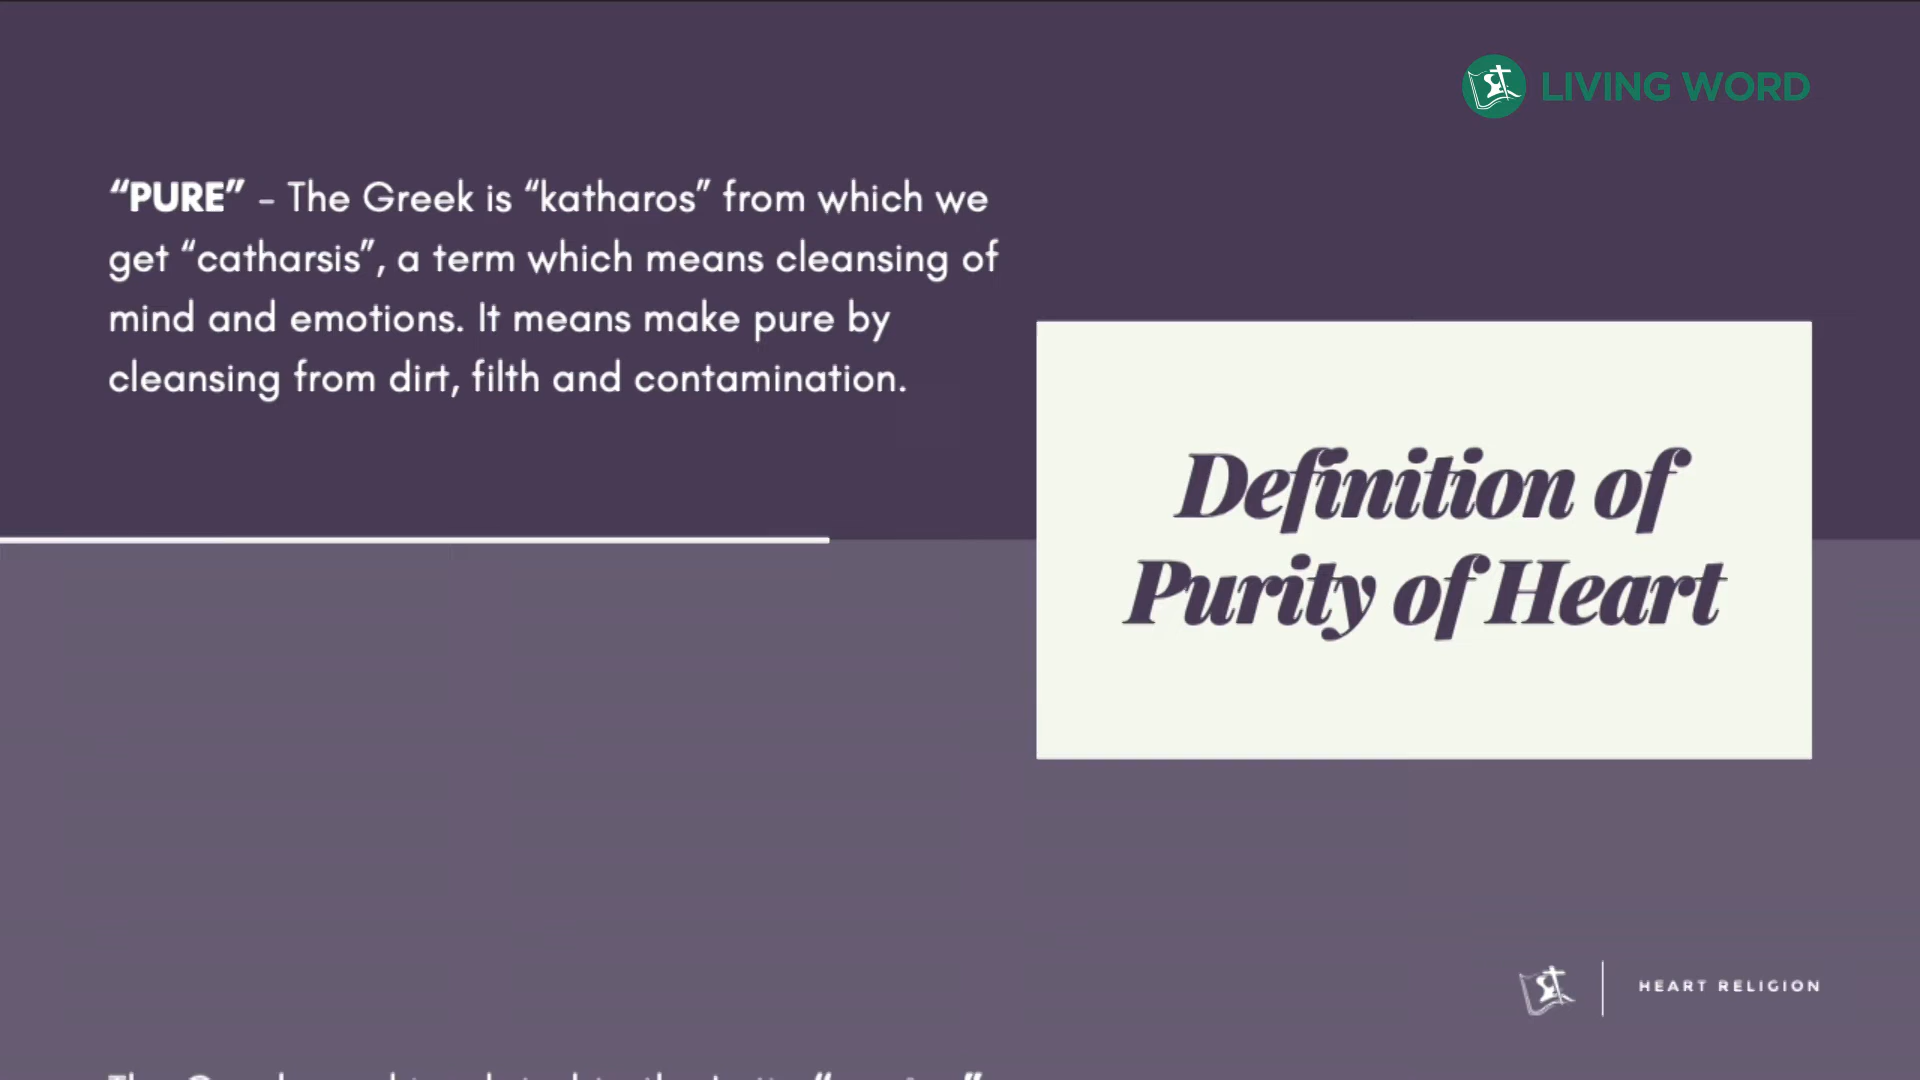 LIVING WORD
“PURE” - The Greek is “katharos” from which we
get “catharsis”, a term which means cleansing of
mind and emotions. It means make pure by
cleansing from dirt, filth and contamination.
Definition of
Purity of Heart
HEART RELIGION